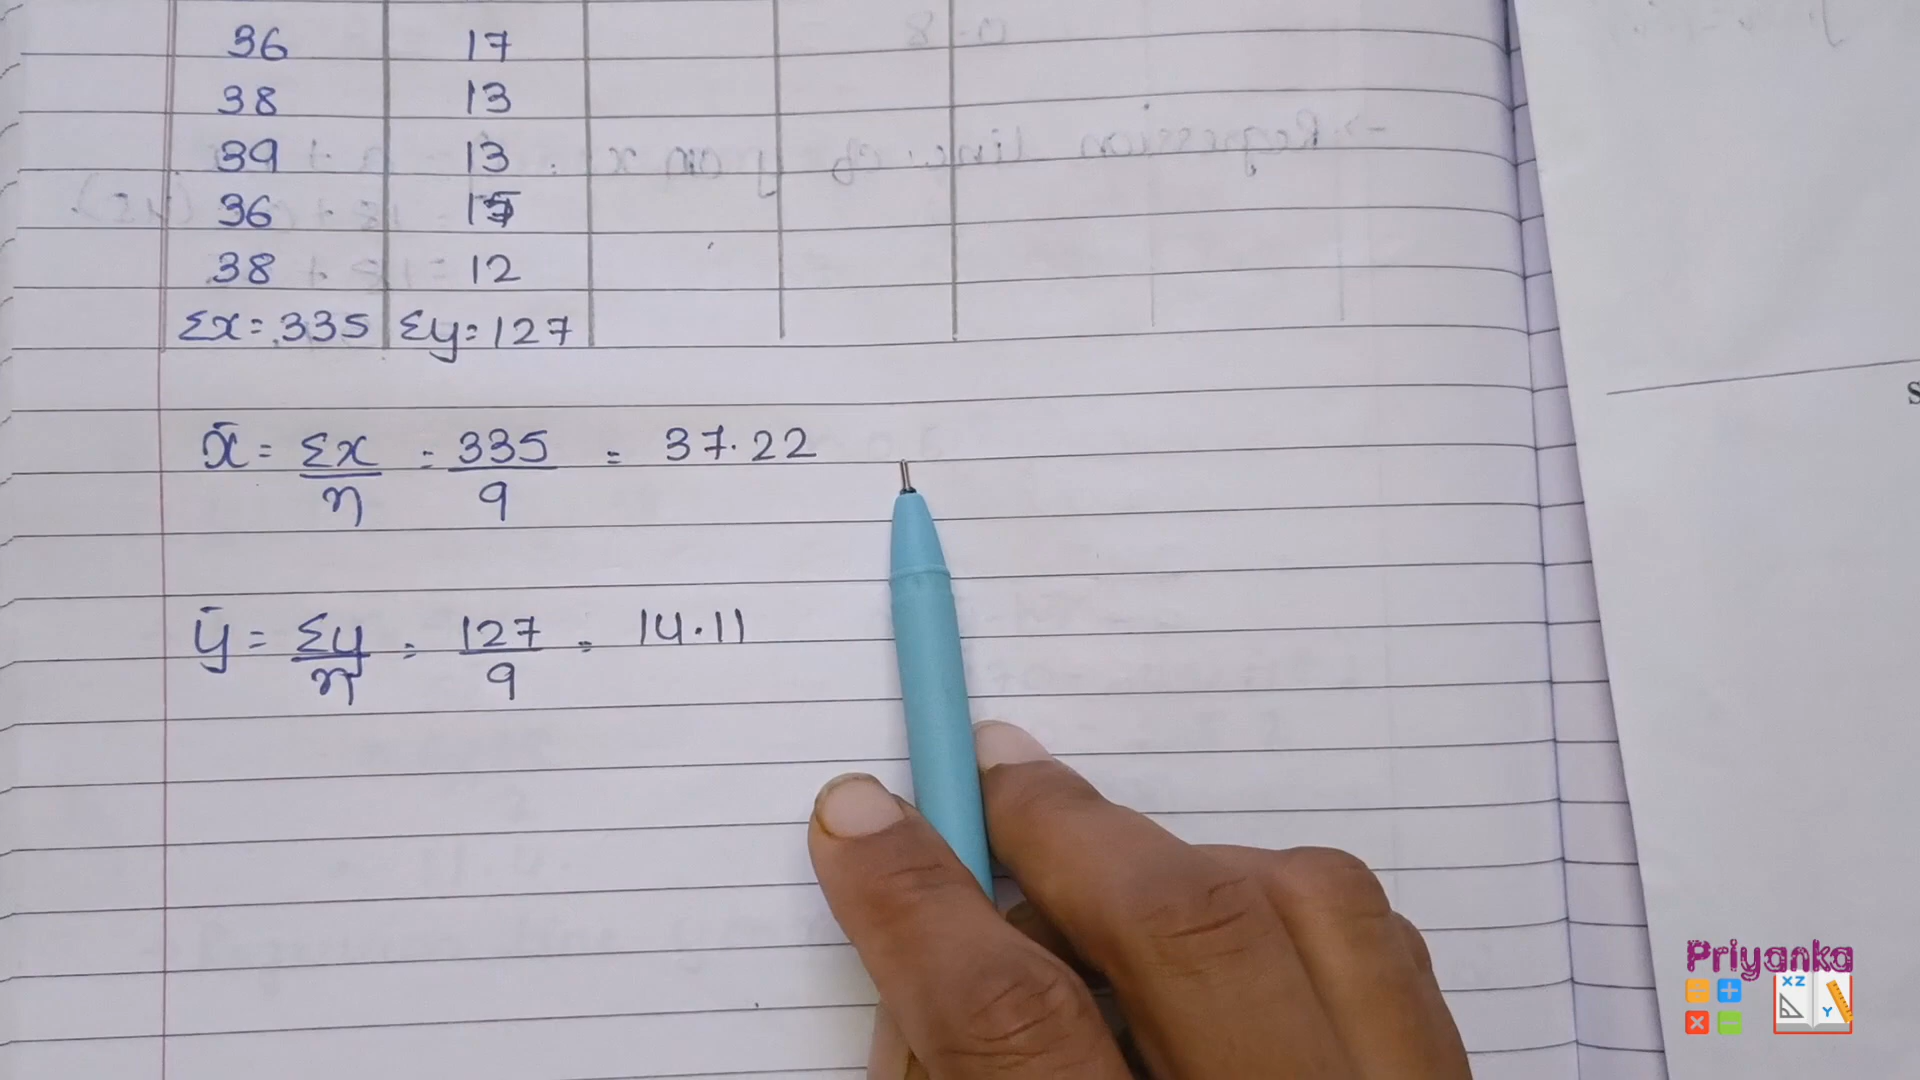 36 17
38 13
39 13
36 15
38 12
Σx = 335 Σy = 127
x̄ = Σx/n = 335/9 = 37.22
ȳ = Σy/n = 127/9 = 14.11
S
Priyanka
XZ
Y